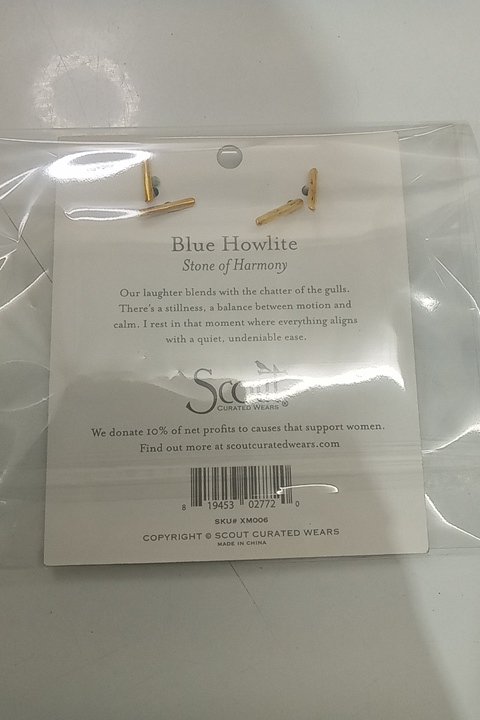 Blue Howlite
Stone of Harmony
Our laughter blends with the chatter of the gulls.
There's a stillness, a balance between motion and
calm. I rest in that moment where everything aligns
with a quiet, undeniable ease.
Scout
CURATED WEARS®
We donate 10% of net profits to causes that support women.
Find out more at scoutcuratedwears.com
8 19453 02772 0
SKU# XM006
COPYRIGHT © SCOUT CURATED WEARS
MADE IN CHINA